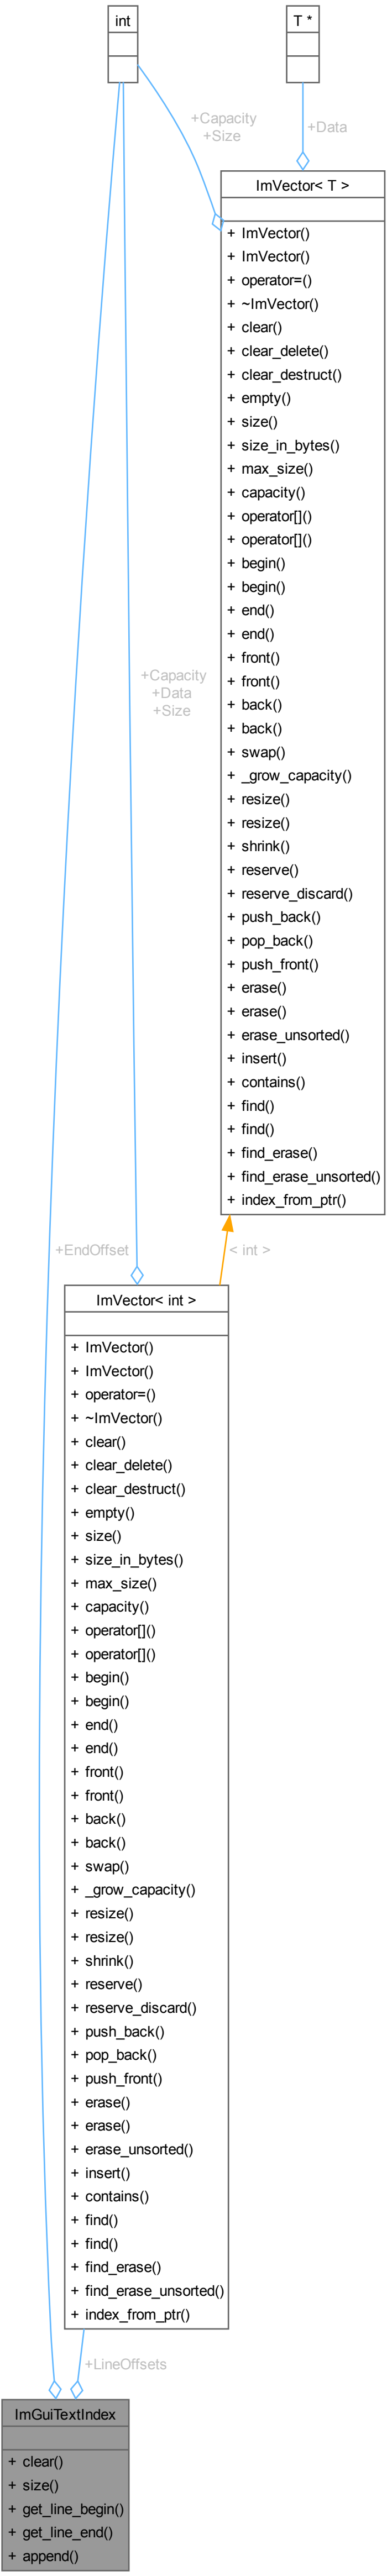 int
T *
+Capacity
+Size
+Data
ImVector< T >
+ ImVector()
+ ImVector()
+ operator=()
+ ~ImVector()
+ clear()
+ clear_delete()
+ clear_destruct()
+ empty()
+ size()
+ size_in_bytes()
+ max_size()
+ capacity()
+ operator[]()
+ operator[]()
+ begin()
+ begin()
+ end()
+ end()
+ front()
+ front()
+ back()
+ back()
+ swap()
+ _grow_capacity()
+ resize()
+ resize()
+ shrink()
+ reserve()
+ reserve_discard()
+ push_back()
+ pop_back()
+ push_front()
+ erase()
+ erase()
+ erase_unsorted()
+ insert()
+ contains()
+ find()
+ find()
+ find_erase()
+ find_erase_unsorted()
+ index_from_ptr()
+Capacity
+Data
+Size
+EndOffset
< int >
ImVector< int >
+ ImVector()
+ ImVector()
+ operator=()
+ ~ImVector()
+ clear()
+ clear_delete()
+ clear_destruct()
+ empty()
+ size()
+ size_in_bytes()
+ max_size()
+ capacity()
+ operator[]()
+ operator[]()
+ begin()
+ begin()
+ end()
+ end()
+ front()
+ front()
+ back()
+ back()
+ swap()
+ _grow_capacity()
+ resize()
+ resize()
+ shrink()
+ reserve()
+ reserve_discard()
+ push_back()
+ pop_back()
+ push_front()
+ erase()
+ erase()
+ erase_unsorted()
+ insert()
+ contains()
+ find()
+ find()
+ find_erase()
+ find_erase_unsorted()
+ index_from_ptr()
+LineOffsets
ImGuiTextIndex
+ clear()
+ size()
+ get_line_begin()
+ get_line_end()
+ append()